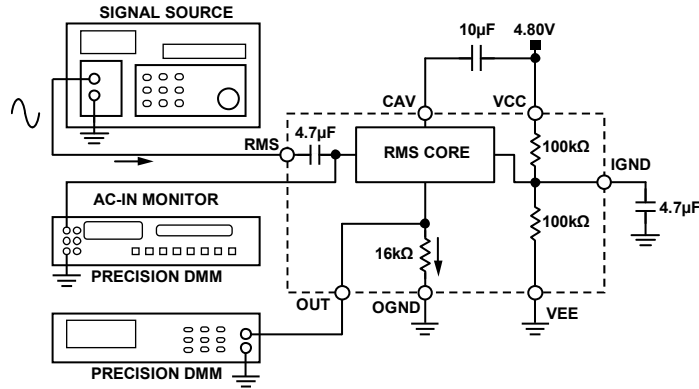 SIGNAL SOURCE
10µF
4.80V
CAV
VCC
4.7µF
RMS
RMS CORE
100kΩ
IGND
AC-IN MONITOR
4.7µF
100kΩ
16kΩ
PRECISION DMM
OUT
OGND
VEE
PRECISION DMM